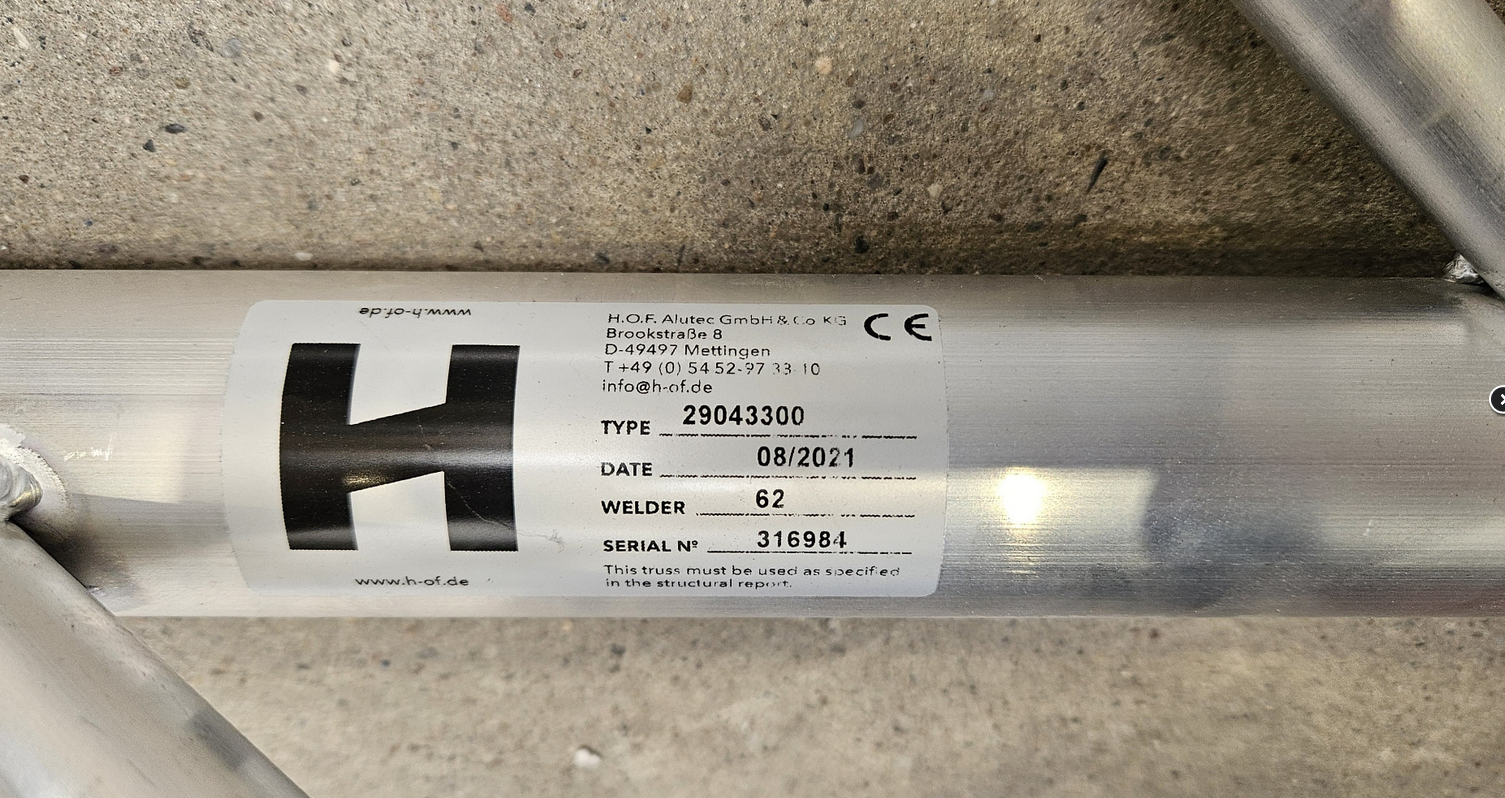 www.h-of.de
H
H.O.F. Alutec GmbH & Co KG
Brookstraße 8
D-49497 Mettingen
T +49 (0) 54 52-97 33-10
info@h-of.de
CE
TYPE 29043300
DATE 08/2021
WELDER 62
SERIAL Nº 316984
This truss must be used as specified
in the structural report.
www.h-of.de